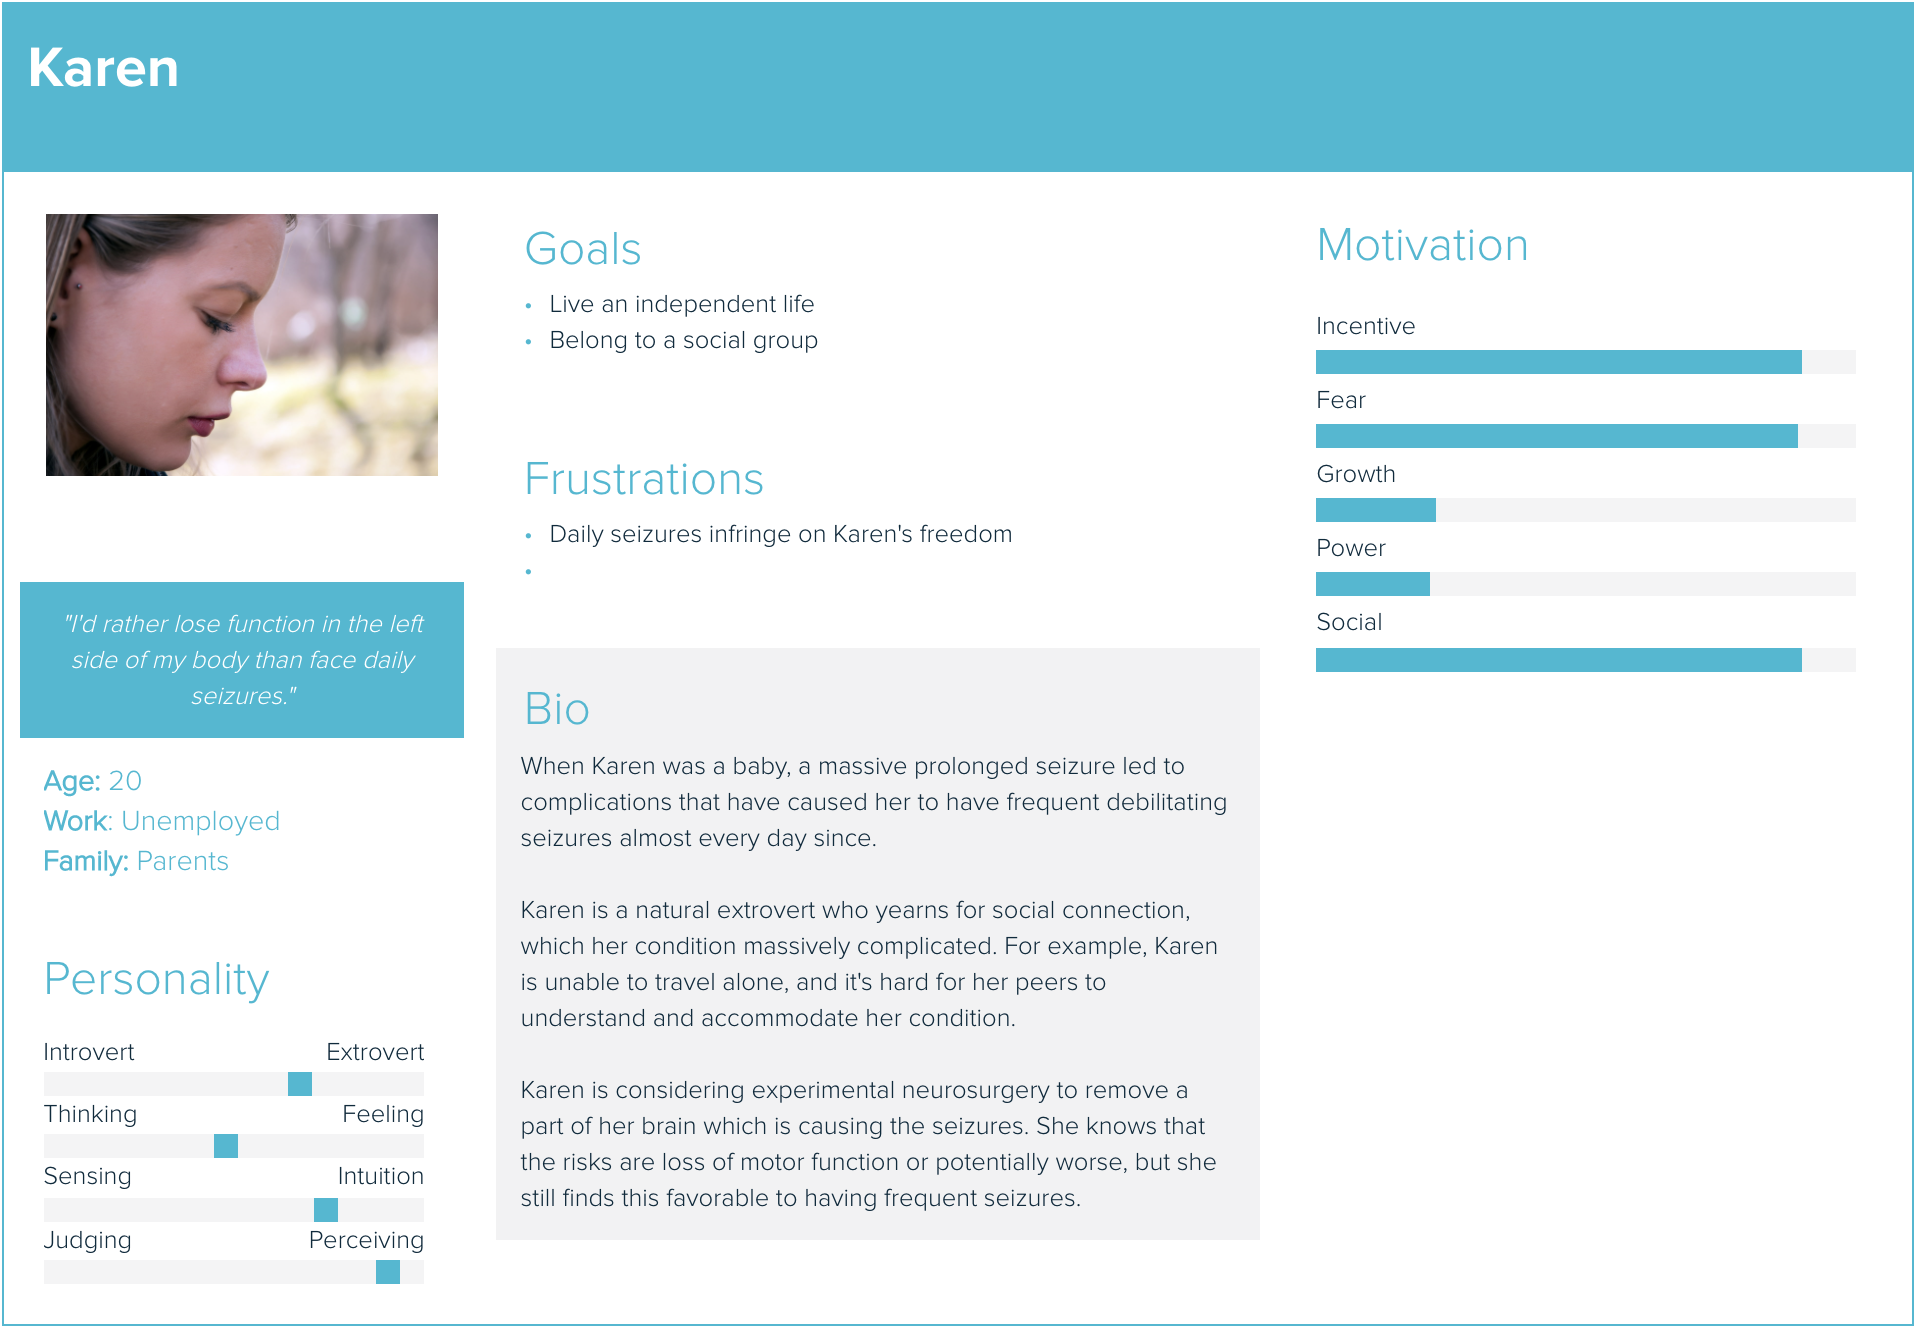 Karen
"I'd rather lose function in the left
side of my body than face daily
seizures."
Age: 20
Work: Unemployed
Family: Parents
Personality
Introvert Extrovert
Thinking Feeling
Sensing Intuition
Judging Perceiving
Goals
• Live an independent life
• Belong to a social group
Frustrations
• Daily seizures infringe on Karen's freedom
•
Bio
When Karen was a baby, a massive prolonged seizure led to
complications that have caused her to have frequent debilitating
seizures almost every day since.
Karen is a natural extrovert who yearns for social connection,
which her condition massively complicated. For example, Karen
is unable to travel alone, and it's hard for her peers to
understand and accommodate her condition.
Karen is considering experimental neurosurgery to remove a
part of her brain which is causing the seizures. She knows that
the risks are loss of motor function or potentially worse, but she
still finds this favorable to having frequent seizures.
Motivation
Incentive
Fear
Growth
Power
Social